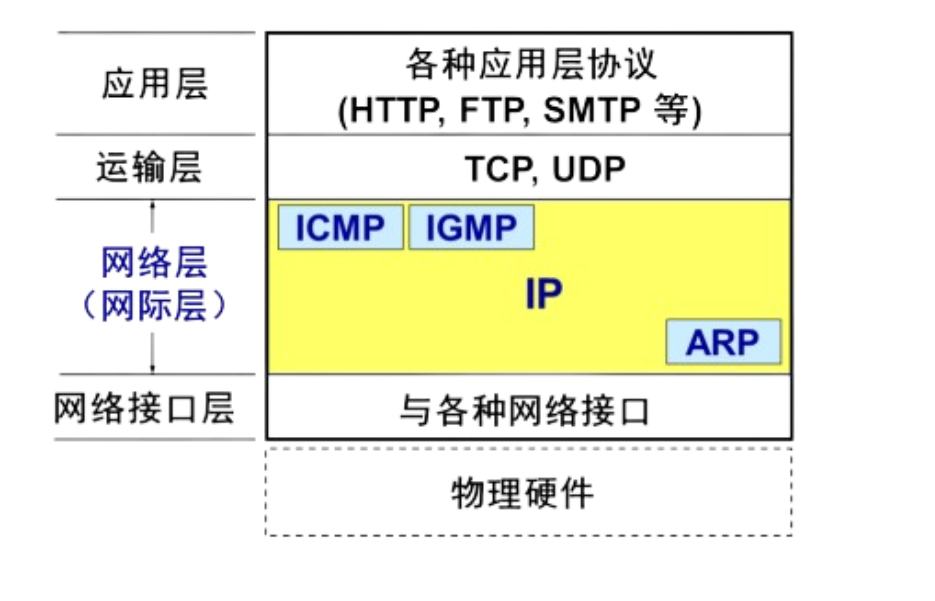 应用层
各种应用层协议
(HTTP, FTP, SMTP 等)
运输层
TCP, UDP
网络层
（网际层）
ICMP
IGMP
IP
ARP
网络接口层
与各种网络接口
物理硬件